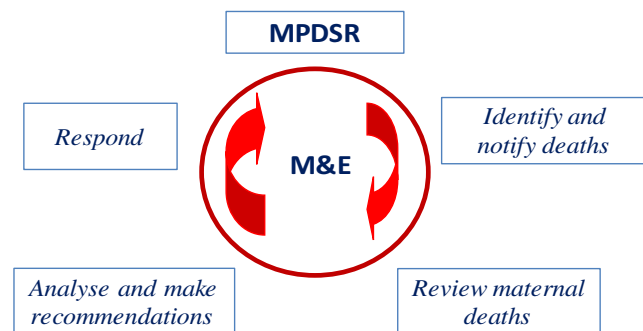 MPDSR
Respond
M&E
Identify and
notify deaths
Analyse and make
recommendations
Review maternal
deaths